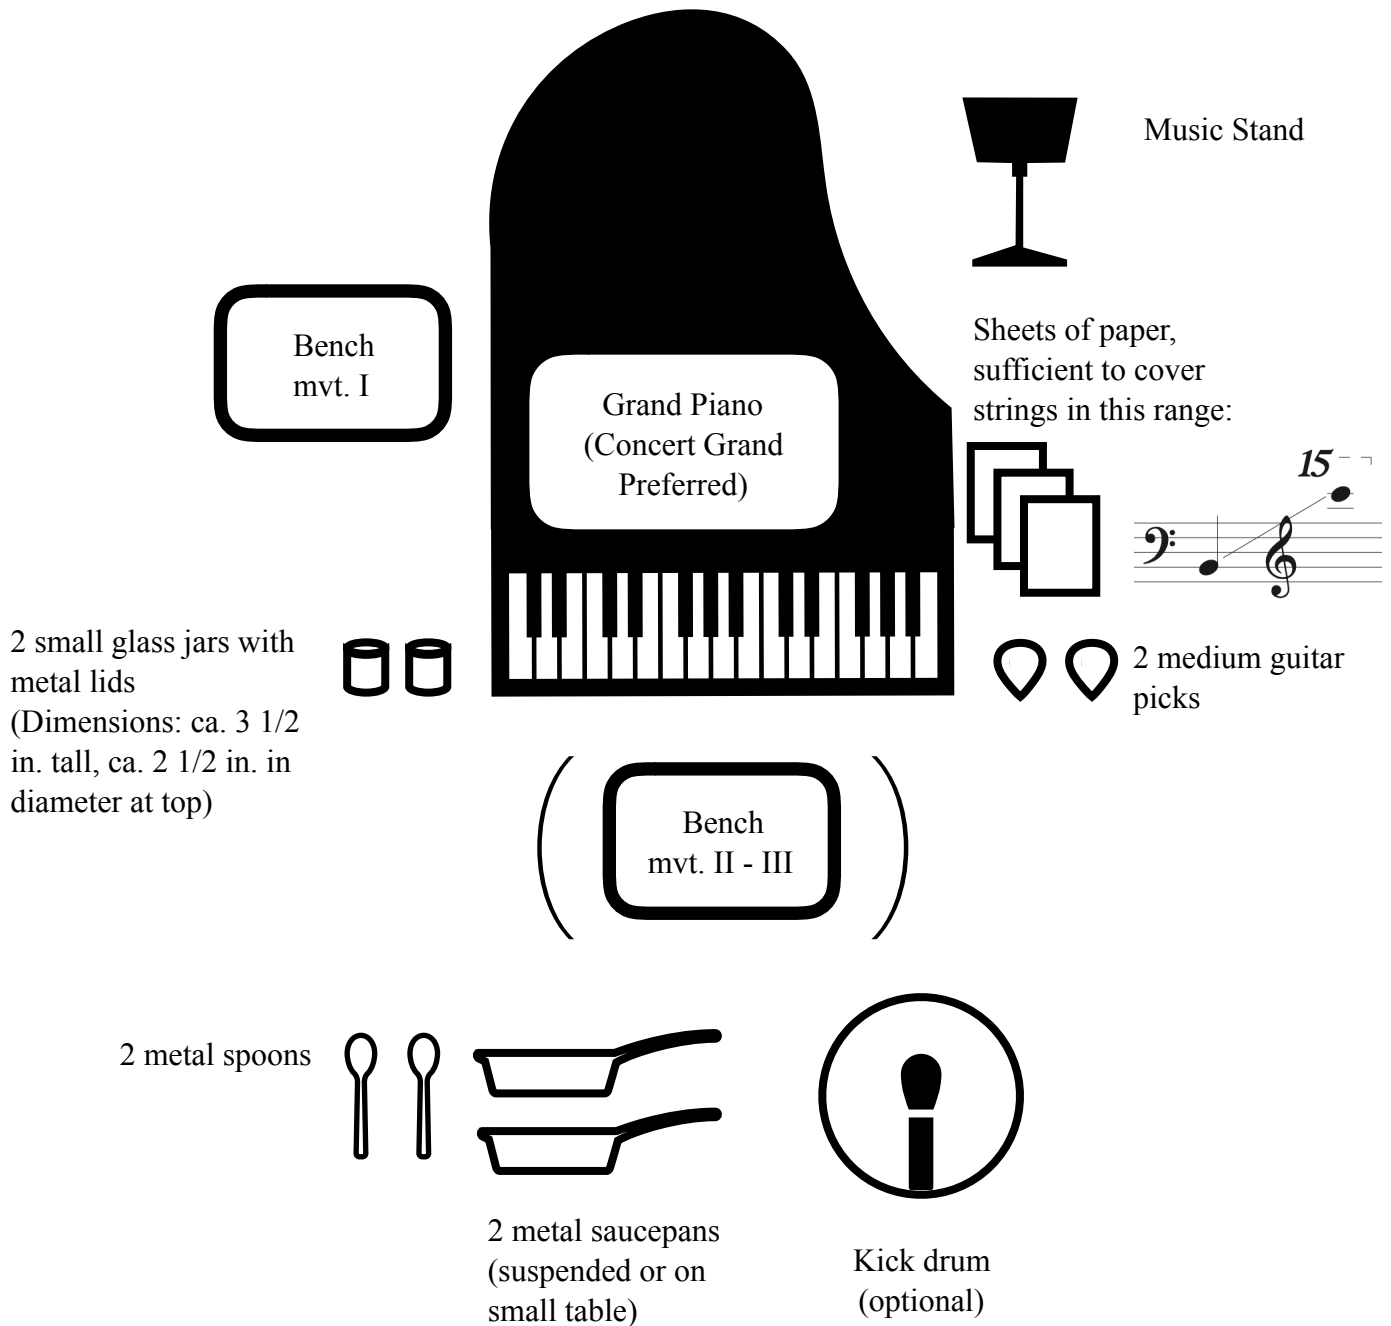 Music Stand
Bench
mvt. I
Sheets of paper,
sufficient to cover
strings in this range:
Grand Piano
(Concert Grand
Preferred)
15
2 small glass jars with
metal lids
(Dimensions: ca. 3 1/2
in. tall, ca. 2 1/2 in. in
diameter at top)
2 medium guitar
picks
Bench
mvt. II - III
2 metal spoons
2 metal saucepans
(suspended or on
small table)
Kick drum
(optional)